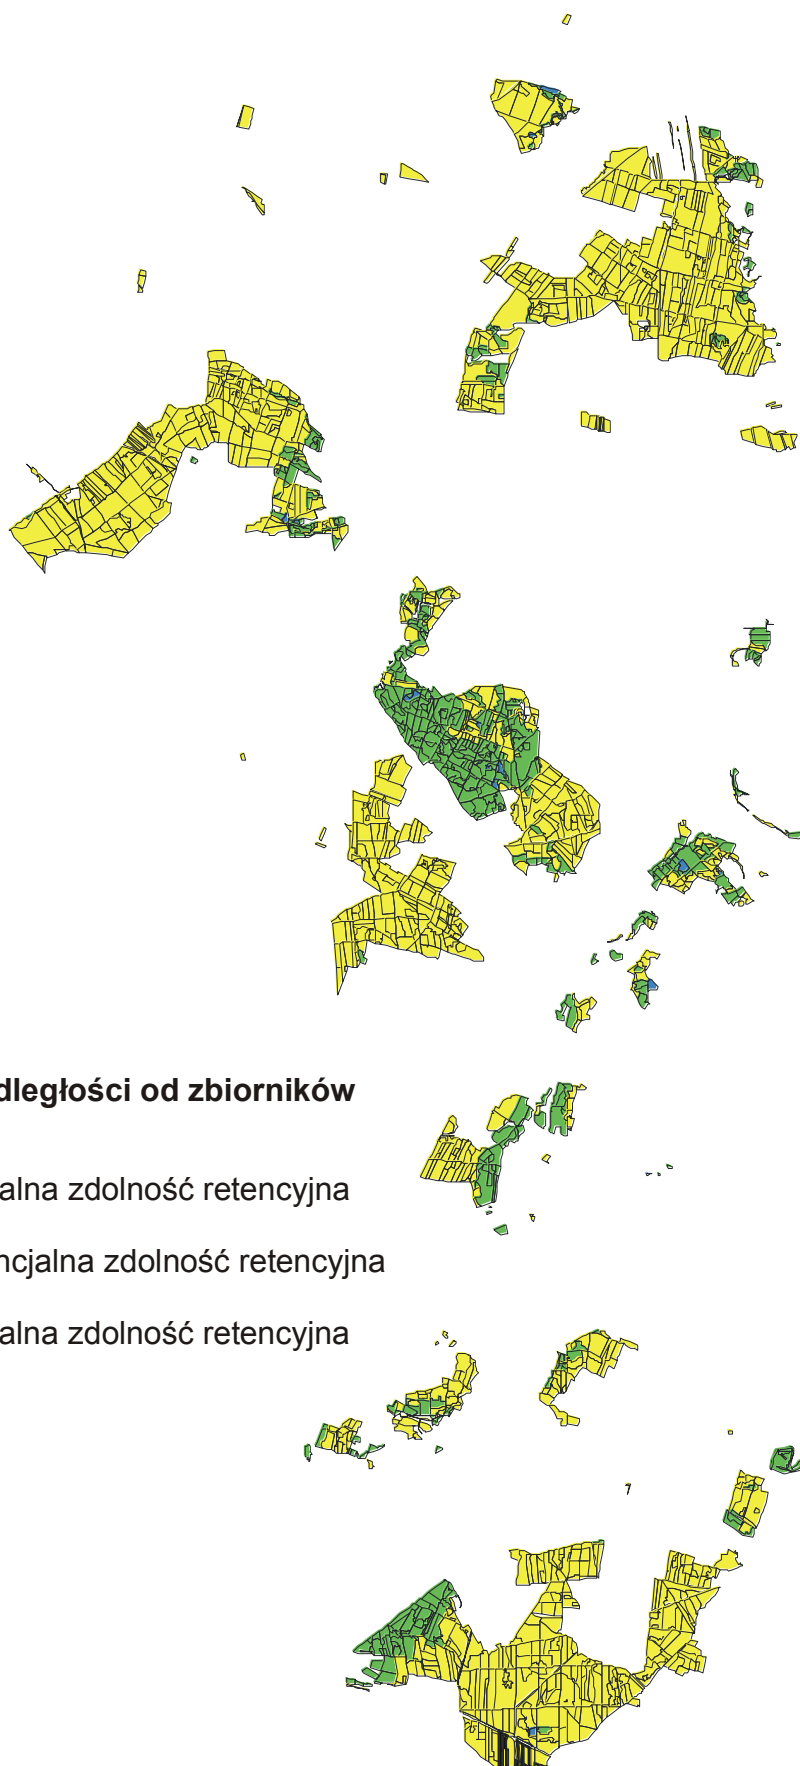 dległości od zbiorników
alna zdolność retencyjna
ncjalna zdolność retencyjna
alna zdolność retencyjna